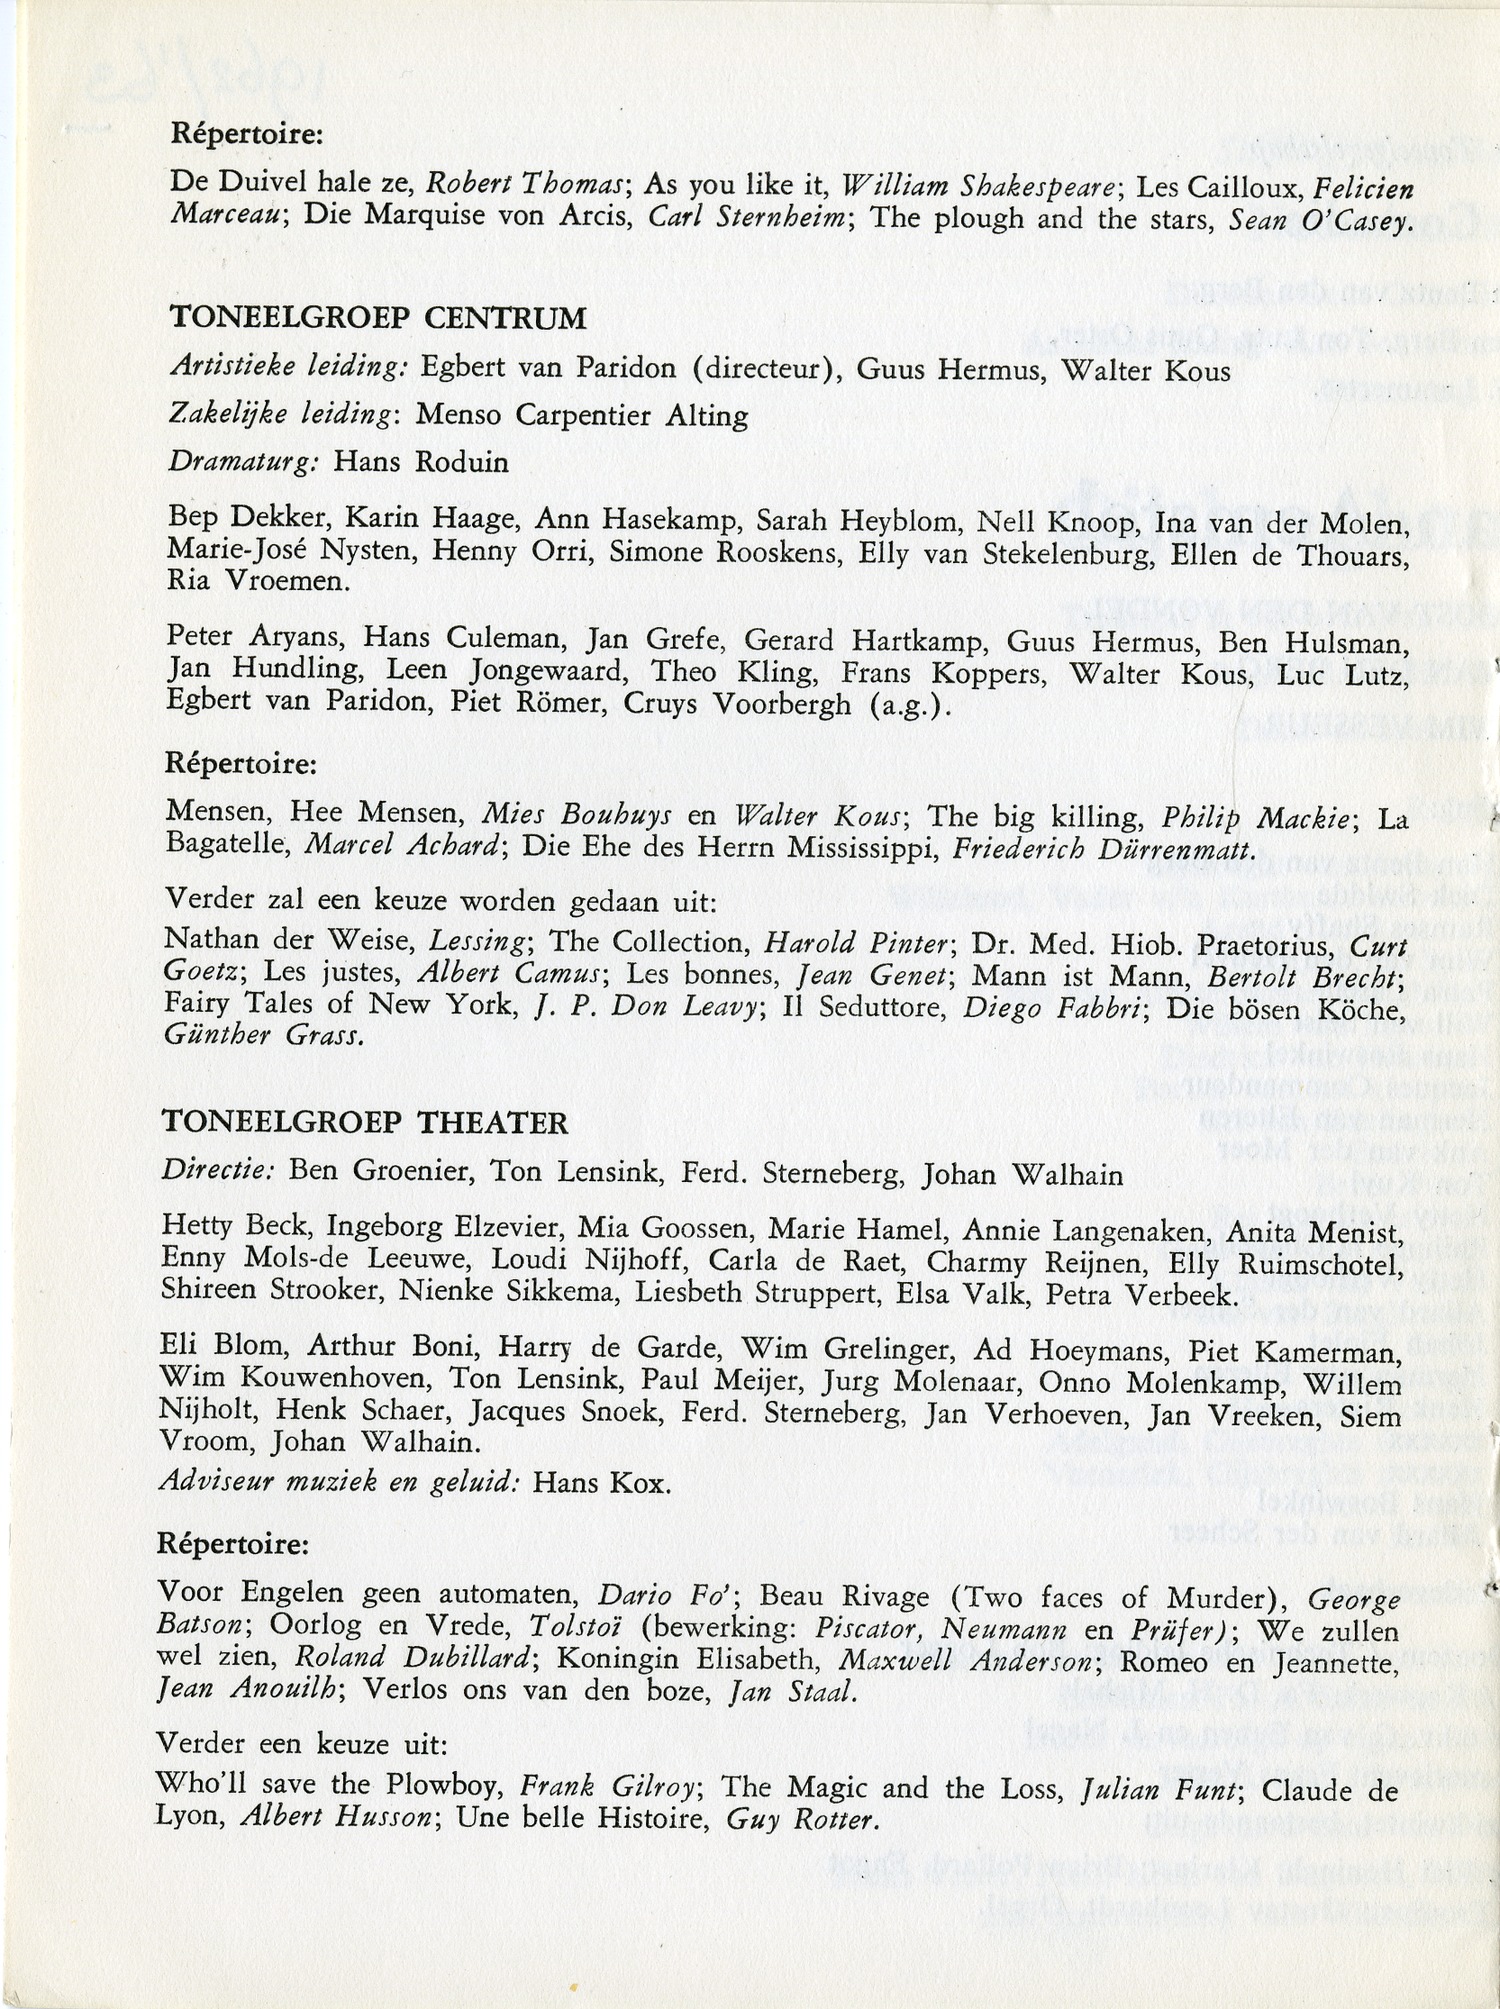 Répertoire:
De Duivel hale ze, Robert Thomas; As you like it, William Shakespeare; Les Cailloux, Felicien
Marceau; Die Marquise von Arcis, Carl Sternheim; The plough and the stars, Sean O'Casey.
TONEELGROEP CENTRUM
Artistieke leiding: Egbert van Paridon (directeur), Guus Hermus, Walter Kous
Zakelijke leiding: Menso Carpentier Alting
Dramaturg: Hans Roduin
Bep Dekker, Karin Haage, Ann Hasekamp, Sarah Heyblom, Nell Knoop, Ina van der Molen,
Marie-José Nysten, Henny Orri, Simone Rooskens, Elly van Stekelenburg, Ellen de Thouars,
Ria Vroemen.
Peter Aryans, Hans Culeman, Jan Grefe, Gerard Hartkamp, Guus Hermus, Ben Hulsman,
Jan Hundling, Leen Jongewaard, Theo Kling, Frans Koppers, Walter Kous, Luc Lutz,
Egbert van Paridon, Piet Römer, Cruys Voorbergh (a.g.).
Répertoire:
Mensen, Hee Mensen, Mies Bouhuys en Walter Kous; The big killing, Philip Mackie; La
Bagatelle, Marcel Achard; Die Ehe des Herrn Mississippi, Friederich Dürrenmatt.
Verder zal een keuze worden gedaan uit:
Nathan der Weise, Lessing; The Collection, Harold Pinter; Dr. Med. Hiob. Praetorius, Curt
Goetz; Les justes, Albert Camus; Les bonnes, Jean Genet; Mann ist Mann, Bertolt Brecht;
Fairy Tales of New York, J. P. Don Leavy; Il Seduttore, Diego Fabbri; Die bösen Köche,
Günther Grass.
TONEELGROEP THEATER
Directie: Ben Groenier, Ton Lensink, Ferd. Sterneberg, Johan Walhain
Hetty Beck, Ingeborg Elzevier, Mia Goossen, Marie Hamel, Annie Langenaken, Anita Menist,
Enny Mols-de Leeuwe, Loudi Nijhoff, Carla de Raet, Charmy Reijnen, Elly Ruimschotel,
Shireen Strooker, Nienke Sikkema, Liesbeth Struppert, Elsa Valk, Petra Verbeek.
Eli Blom, Arthur Boni, Harry de Garde, Wim Grelinger, Ad Hoeymans, Piet Kamerman,
Wim Kouwenhoven, Ton Lensink, Paul Meijer, Jurg Molenaar, Onno Molenkamp, Willem
Nijholt, Henk Schaer, Jacques Snoek, Ferd. Sterneberg, Jan Verhoeven, Jan Vreeken, Siem
Vroom, Johan Walhain.
Adviseur muziek en geluid: Hans Kox.
Répertoire:
Voor Engelen geen automaten, Dario Fo'; Beau Rivage (Two faces of Murder), George
Batson; Oorlog en Vrede, Tolstoï (bewerking: Piscator, Neumann en Prüfer); We zullen
wel zien, Roland Dubillard; Koningin Elisabeth, Maxwell Anderson; Romeo en Jeannette,
Jean Anouilh; Verlos ons van den boze, Jan Staal.
Verder een keuze uit:
Who'll save the Plowboy, Frank Gilroy; The Magic and the Loss, Julian Funt; Claude de
Lyon, Albert Husson; Une belle Histoire, Guy Rotter.